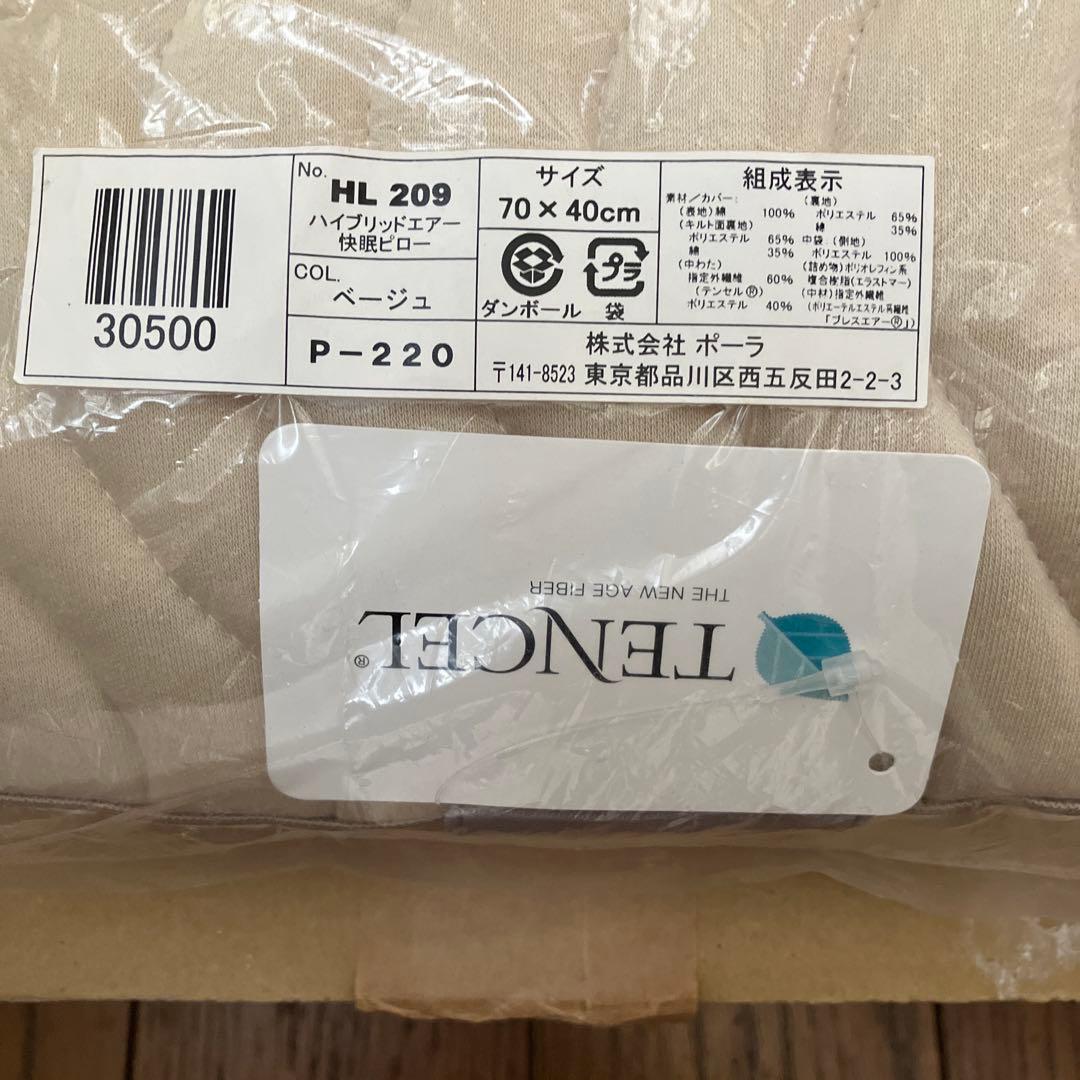 30500
No. HL 209
ハイブリッドエアー
快眠ピロー
COL.
ベージュ
P-220
サイズ
70×40cm
ダンボール
プラ
袋
組成表示
素材/カバー:
(表地)綿 100%
(キルト面裏地)
ポリエステル 65%
綿 35%
(中わた)
指定外繊維 60%
(テンセル®)
ポリエステル 40%
(裏地)
ポリエステル 65%
綿 35%
中袋:(側地)
ポリエステル 100%
(詰め物)ポリオレフィン系
複合樹脂(エラストマー)
(中材)指定外繊維
(ポリエーテルエステル系繊維
「ブレスエアー®」)
株式会社 ポーラ
〒141-8523 東京都品川区西五反田2-2-3
TENCEL®
THE NEW AGE FIBER